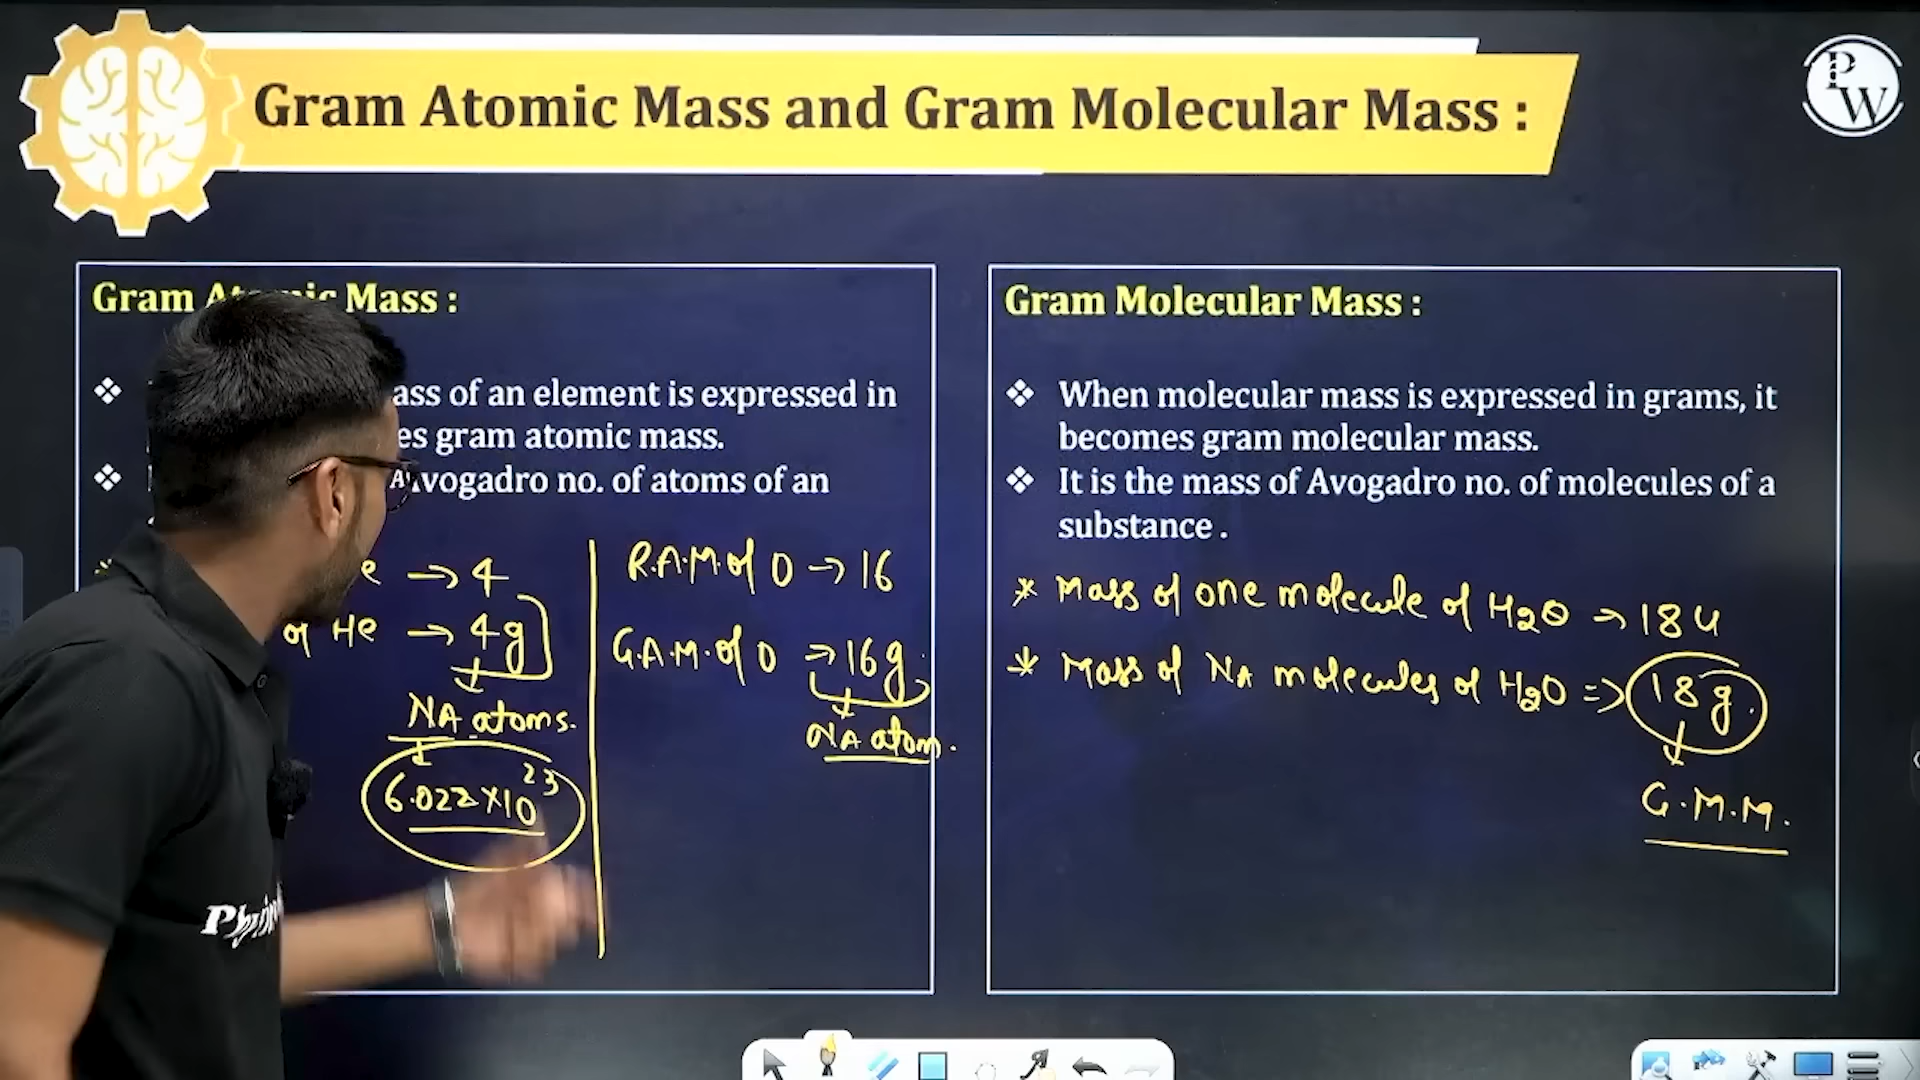 Gram Atomic Mass and Gram Molecular Mass :
PW
Gram Atomic Mass :
ass of an element is expressed in
es gram atomic mass.
Avogadro no. of atoms of an
e → 4
of He → 4g
NA atoms.
6.022×10^23
R.A.M. of O → 16
G.A.M. of O → 16g.
NA atom.
Gram Molecular Mass :
❖ When molecular mass is expressed in grams, it
becomes gram molecular mass.
❖ It is the mass of Avogadro no. of molecules of a
substance .
* Mass of one molecule of H2O → 18u
* Mass of NA molecules of H2O => 18g.
G.M.M.